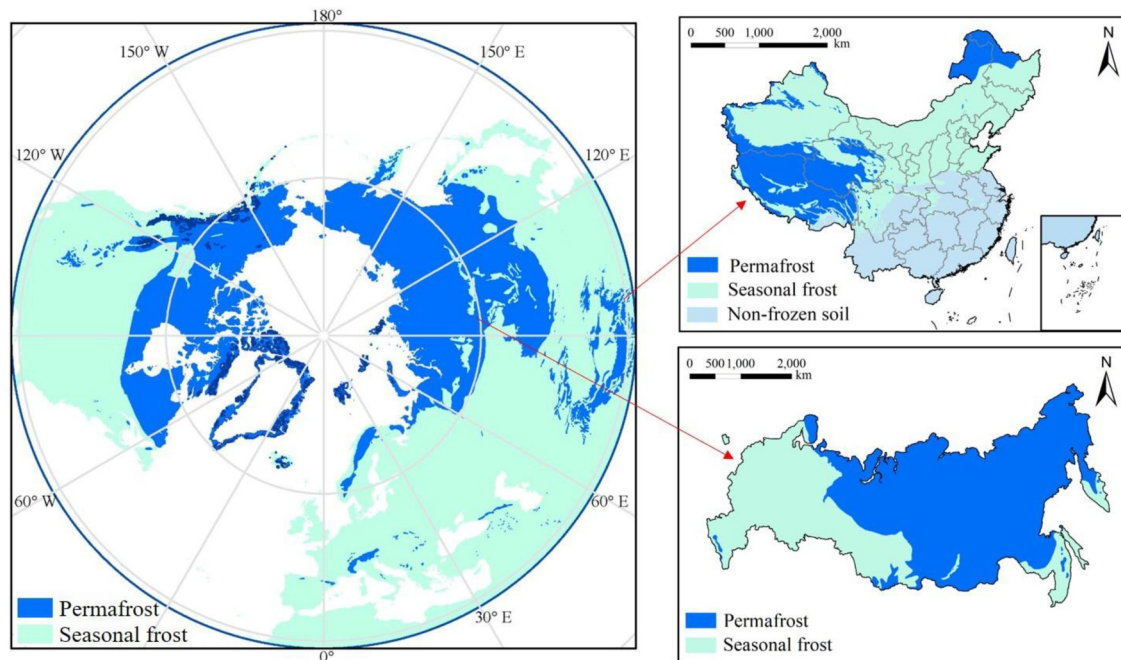 180°
150° W
150° E
120° W
120° E
60° W
60° E
30° E
0°
Permafrost
Seasonal frost
0 500 1,000 2,000
km
N
Permafrost
Seasonal frost
Non-frozen soil
0 500 1,000 2,000
km
N
Permafrost
Seasonal frost